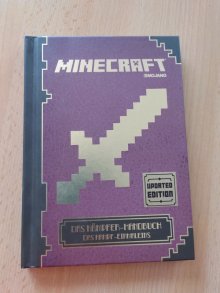 MINECRAFT
MOJANG
UPDATED
EDITION
DAS KÄMPFER-HANDBUCH
DAS KAMPF-EINMALEINS